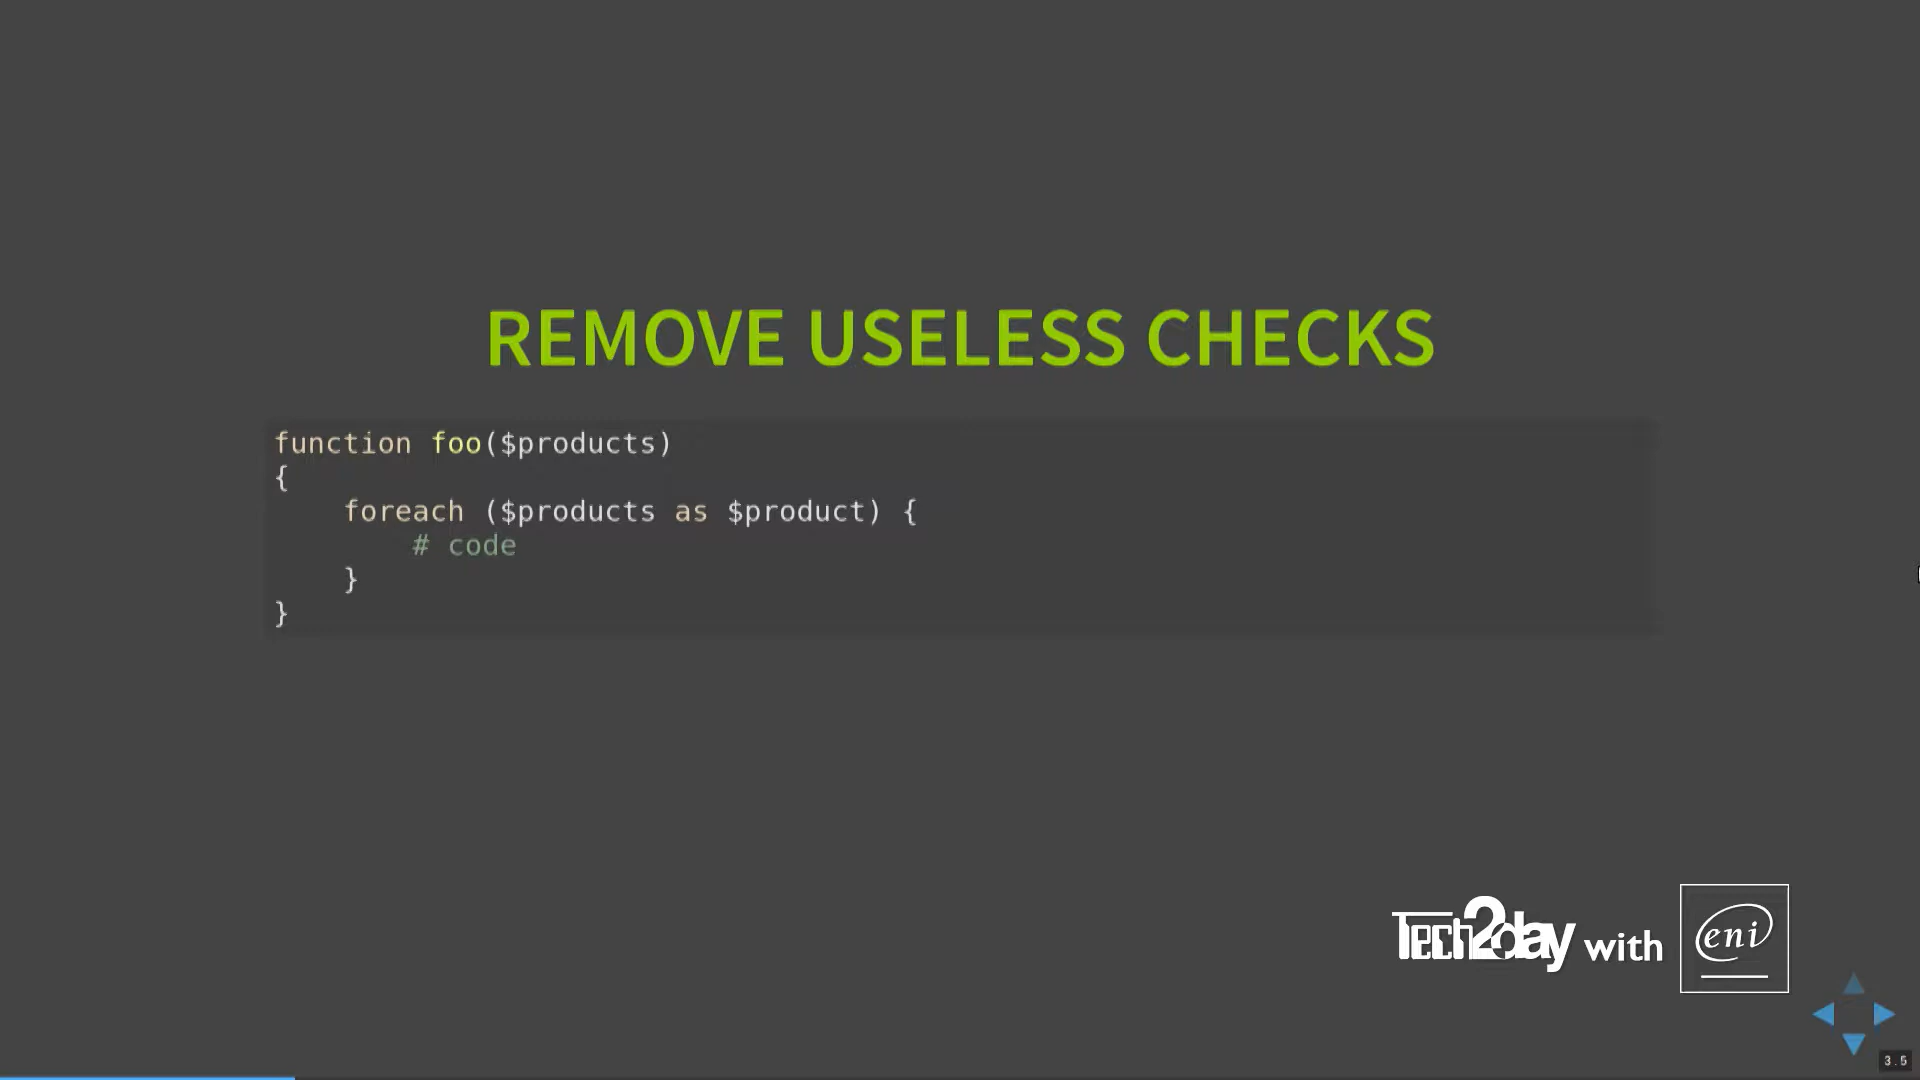 REMOVE USELESS CHECKS
function foo($products)
{
    foreach ($products as $product) {
        # code
    }
}
Tech2day with eni
3.5